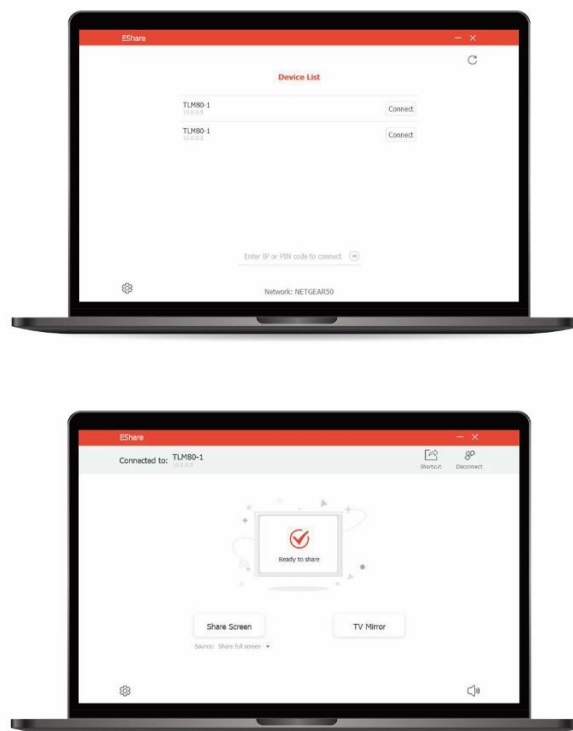 EShare
Device List
TLM80-1
Connect
TLM80-1
Connect
Enter IP or PIN code to connect
Network: NETGEAR50
EShare
Connected to: TLM80-1
Shortcut
Disconnect
Ready to share
Share Screen
TV Mirror
Source: Share full screen